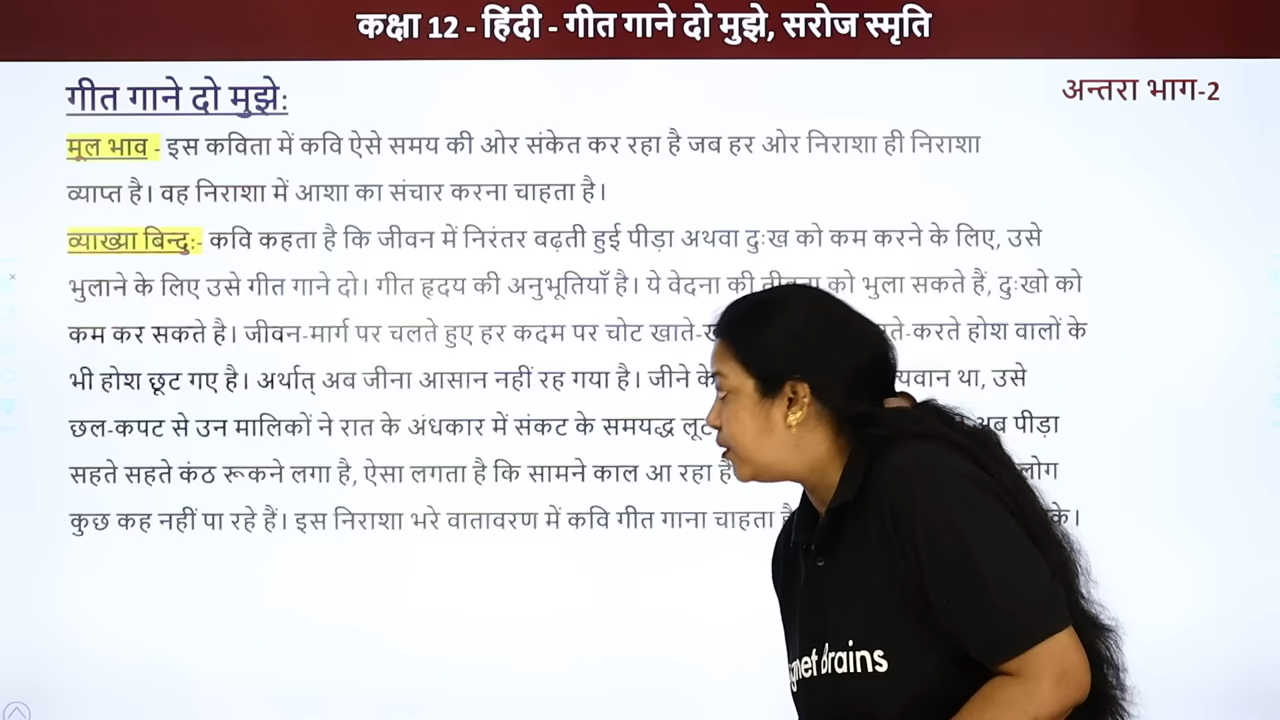 कक्षा 12 - हिंदी - गीत गाने दो मुझे, सरोज स्मृति
गीत गाने दो मुझे:
अन्तरा भाग-2
मूल भाव - इस कविता में कवि ऐसे समय की ओर संकेत कर रहा है जब हर ओर निराशा ही निराशा
व्याप्त है। वह निराशा में आशा का संचार करना चाहता है।
व्याख्या बिन्दु:- कवि कहता है कि जीवन में निरंतर बढ़ती हुई पीड़ा अथवा दुःख को कम करने के लिए, उसे
भुलाने के लिए उसे गीत गाने दो। गीत हृदय की अनुभूतियाँ है। ये वेदना की तीव्रता को भुला सकते हैं, दुःखो को
कम कर सकते है। जीवन-मार्ग पर चलते हुए हर कदम पर चोट खाते- ते-करते होश वालों के
भी होश छूट गए है। अर्थात् अब जीना आसान नहीं रह गया है। जीने के था, उसे
छल-कपट से उन मालिकों ने रात के अंधकार में संकट के समयद्ध लूट अब पीड़ा
सहते सहते कंठ रूकने लगा है, ऐसा लगता है कि सामने काल आ रहा है लोग
कुछ कह नहीं पा रहे हैं। इस निराशा भरे वातावरण में कवि गीत गाना चाहता के।
gnet Brains